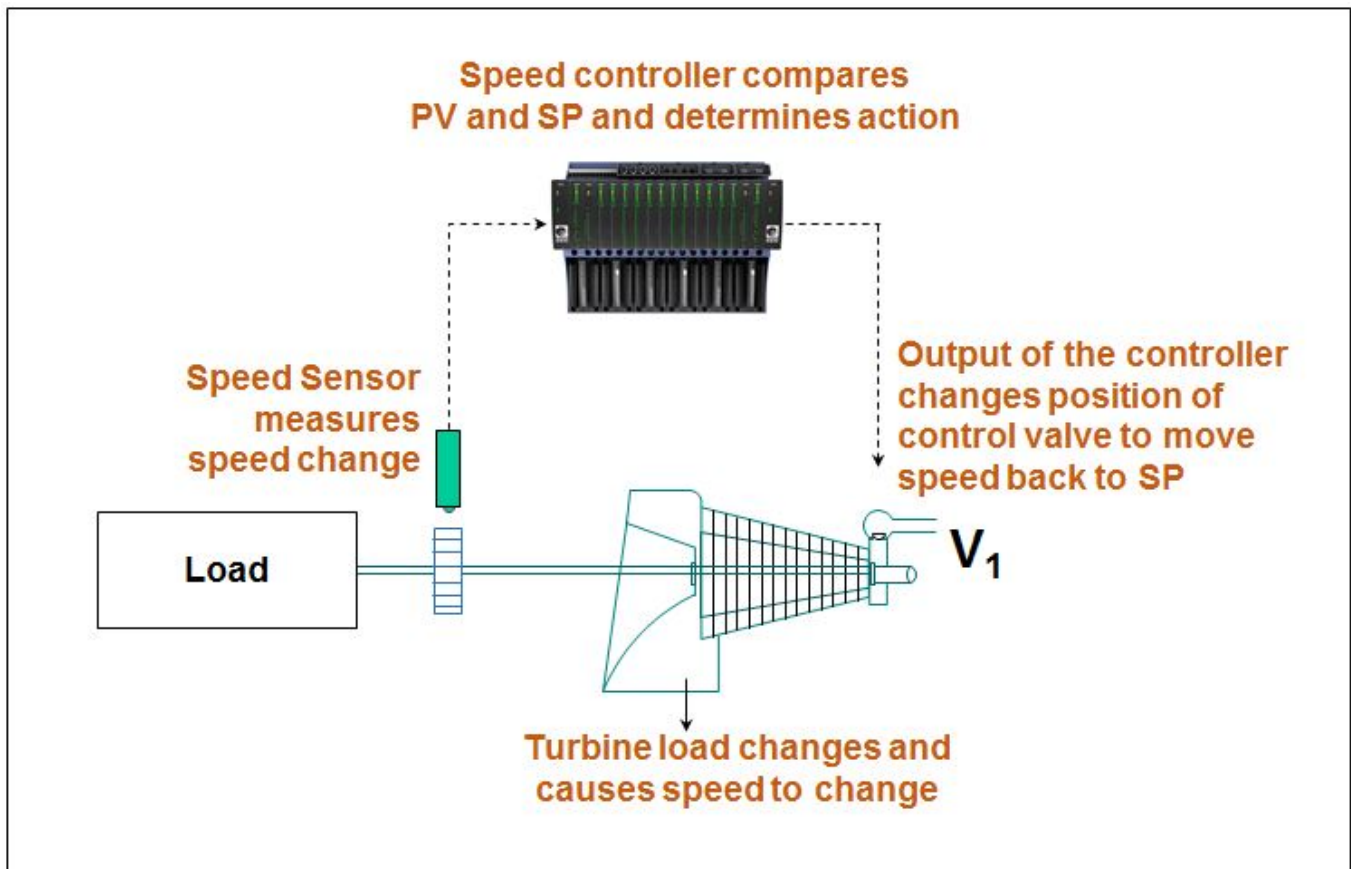 Speed controller compares
PV and SP and determines action
Speed Sensor
measures
speed change
Output of the controller
changes position of
control valve to move
speed back to SP
Load
V₁
Turbine load changes and
causes speed to change